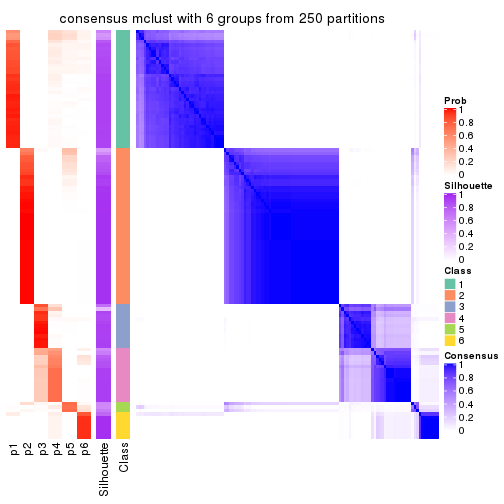 consensus mclust with 6 groups from 250 partitions
Prob
1
0.8
0.6
0.4
0.2
0
Silhouette
1
0.8
0.6
0.4
0.2
0
Class
1
2
3
4
5
6
Consensus
1
0.8
0.6
0.4
0.2
0
p1
p2
p3
p4
p5
p6
Silhouette
Class